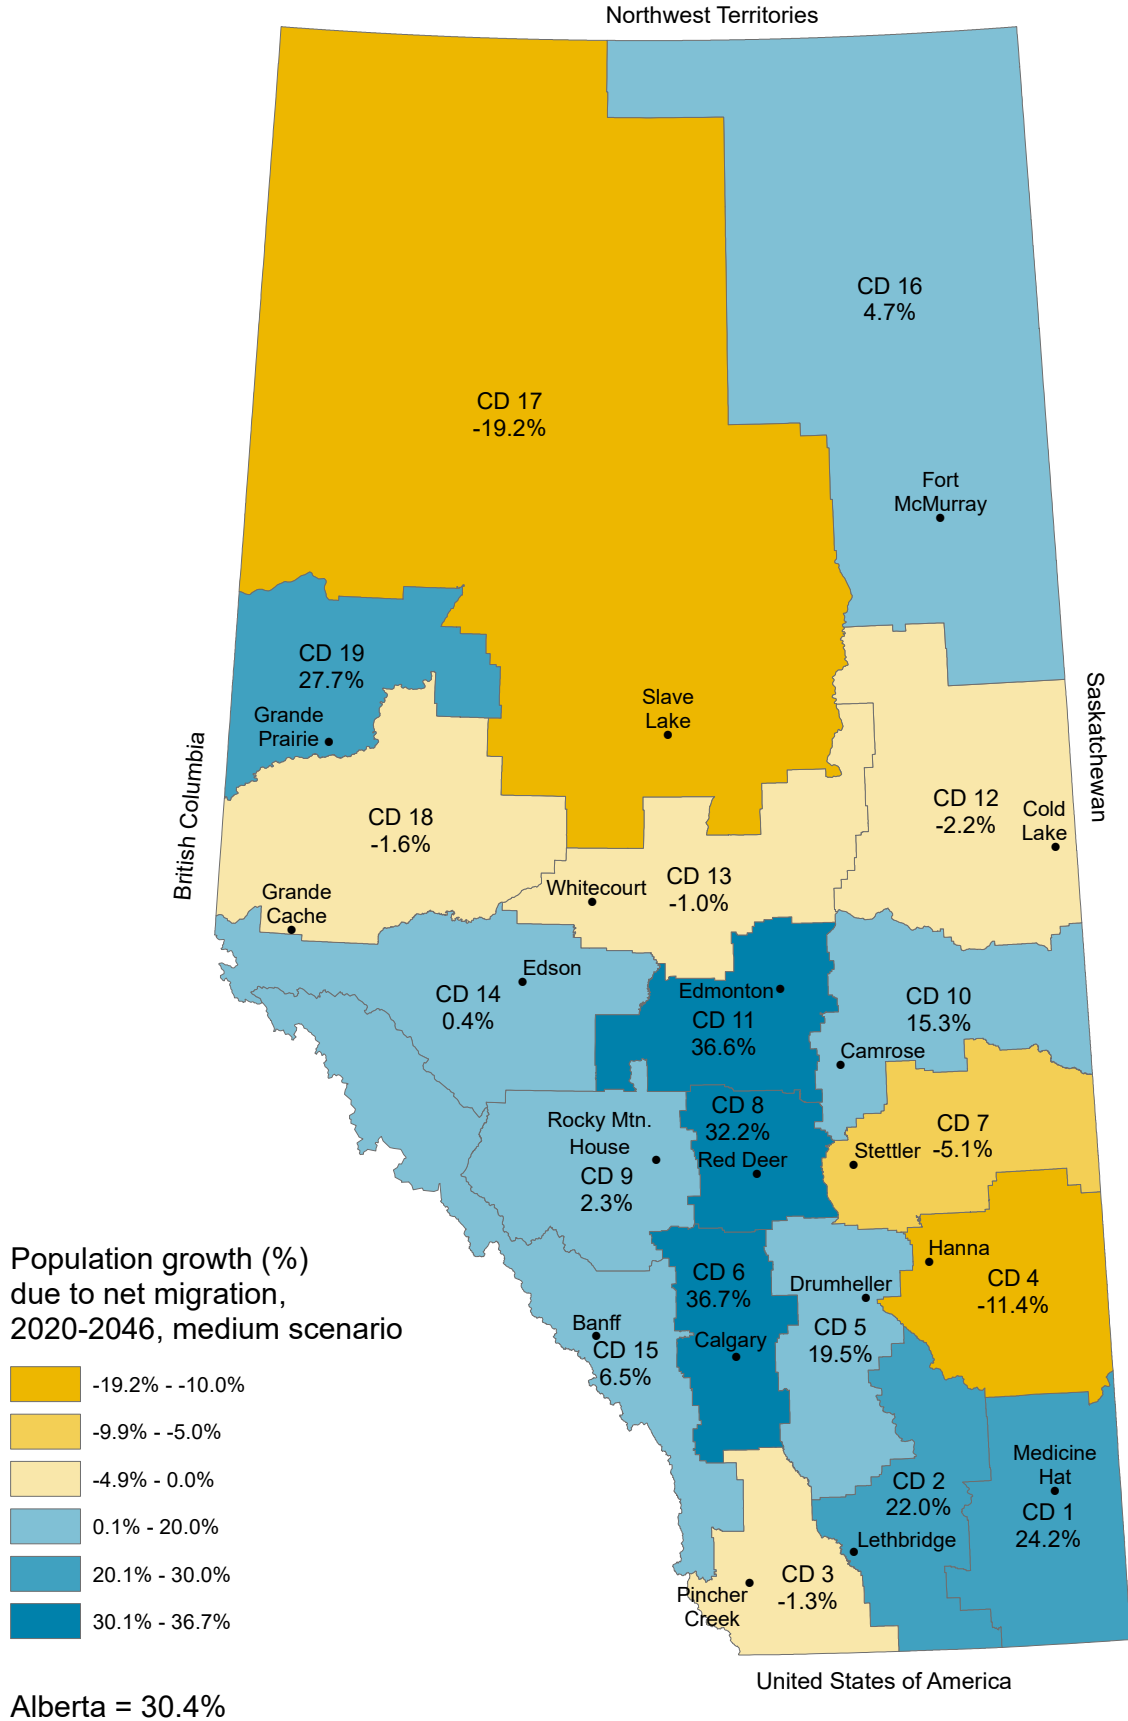 Northwest Territories
CD 16
4.7%
CD 17
-19.2%
Fort
McMurray
CD 19
27.7%
Grande
Prairie
Slave
Lake
Saskatchewan
British Columbia
CD 18
-1.6%
CD 12
-2.2%
Cold
Lake
CD 13
-1.0%
Whitecourt
Grande
Cache
Edson
CD 14
0.4%
Edmonton
CD 11
36.6%
CD 10
15.3%
Camrose
CD 8
32.2%
Red Deer
Rocky Mtn.
House
CD 9
2.3%
CD 7
-5.1%
Stettler
Hanna
CD 4
-11.4%
CD 6
36.7%
Calgary
Drumheller
CD 5
19.5%
Banff
CD 15
6.5%
Medicine
Hat
CD 1
24.2%
CD 2
22.0%
Lethbridge
CD 3
-1.3%
Pincher
Creek
United States of America
Population growth (%)
due to net migration,
2020-2046, medium scenario
-19.2% - -10.0%
-9.9% - -5.0%
-4.9% - 0.0%
0.1% - 20.0%
20.1% - 30.0%
30.1% - 36.7%
Alberta = 30.4%